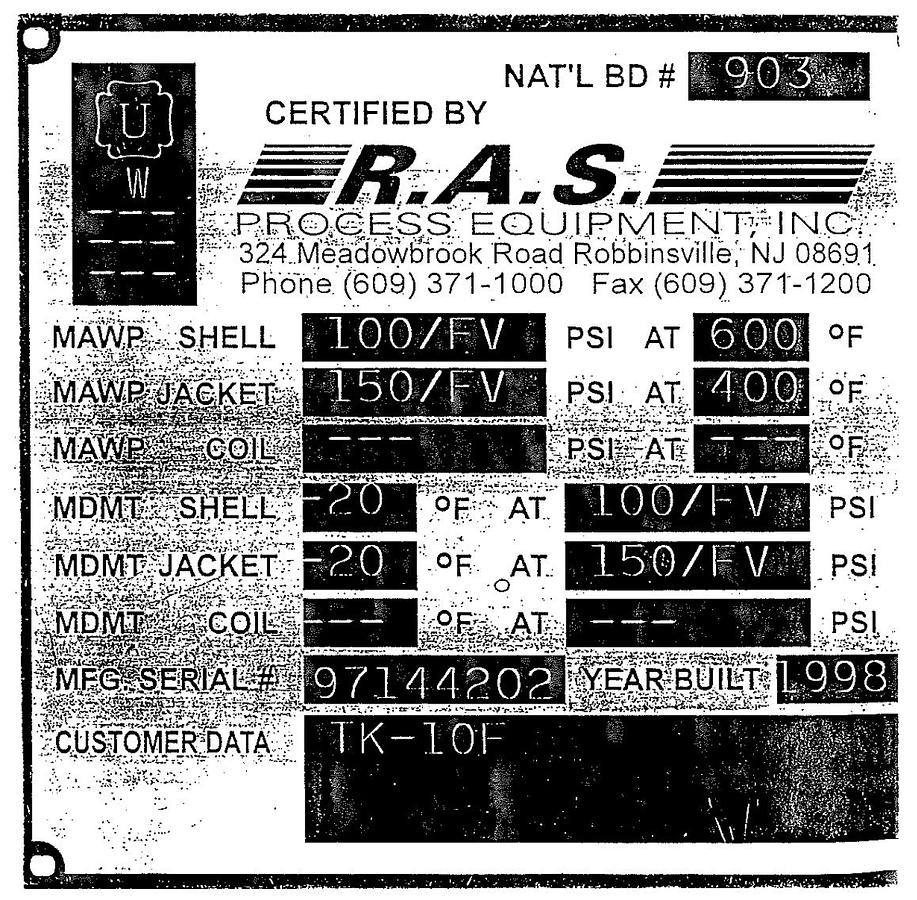 NAT'L BD # 903
U
CERTIFIED BY
W
R.A.S.
---
PROCESS EQUIPMENT, INC.
---
324 Meadowbrook Road Robbinsville, NJ 08691
---
Phone (609) 371-1000 Fax (609) 371-1200
MAWP SHELL 100/FV PSI AT 600 °F
MAWP JACKET 150/FV PSI AT 400 °F
MAWP COIL --- PSI AT --- °F
MDMT SHELL -20 °F AT 100/FV PSI
MDMT JACKET -20 °F AT 150/FV PSI
MDMT COIL --- °F AT --- PSI
MFG. SERIAL # 97144202 YEAR BUILT 1998
CUSTOMER DATA TK-10F